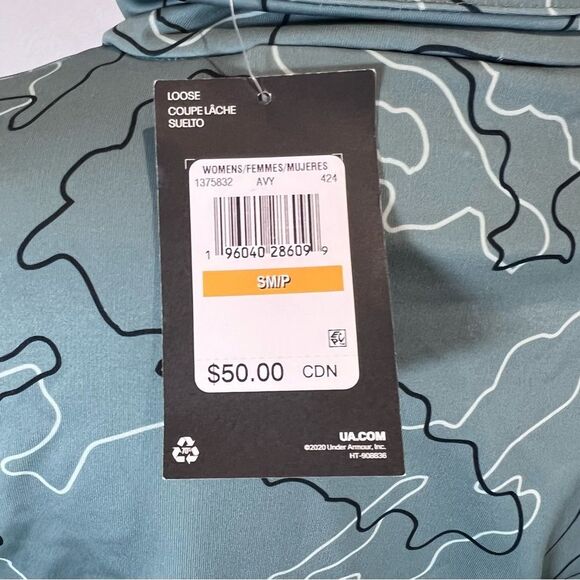 LOOSE
COUPE LÂCHE
SUELTO
WOMENS/FEMMES/MUJERES
1375832 AVY 424
1 96040 28609 9
SM/P
$50.00 CDN
UA.COM
©2020 Under Armour, Inc.
HT-908836